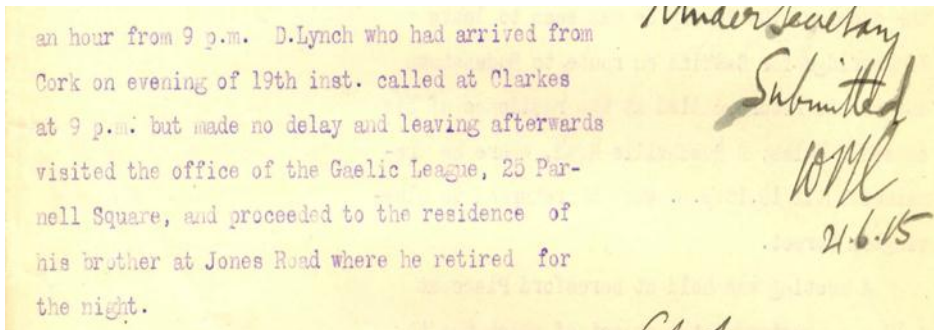 an hour from 9 p.m. D.Lynch who had arrived from
Cork on evening of 19th inst. called at Clarkes
at 9 p.m. but made no delay and leaving afterwards
visited the office of the Gaelic League, 25 Par-
nell Square, and proceeded to the residence of
his brother at Jones Road where he retired for
the night.
Under Secretary
Submitted
21.6.15